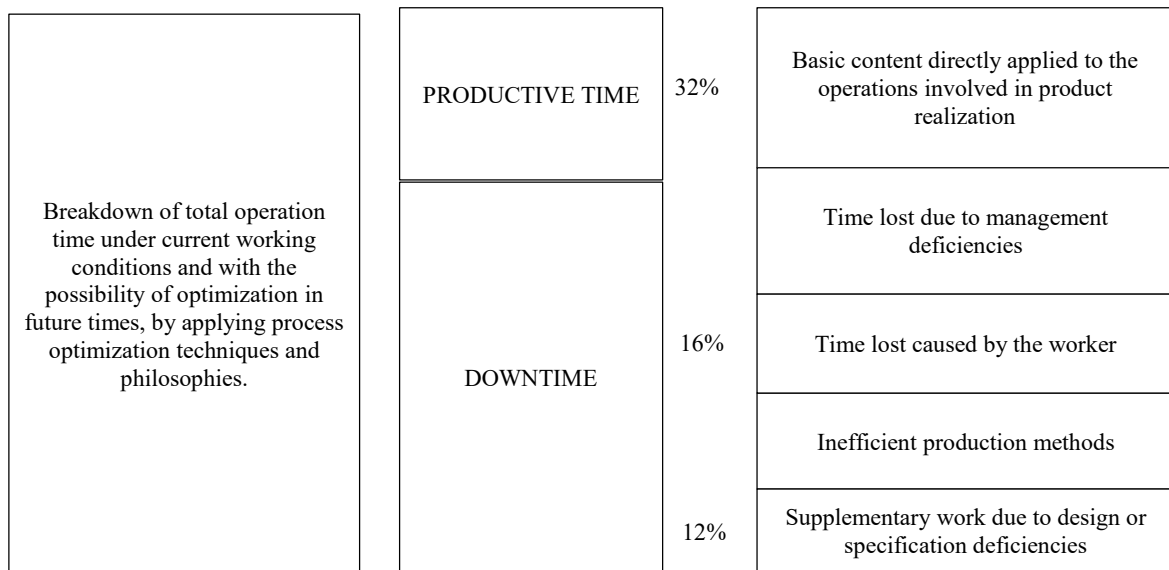 Breakdown of total operation
time under current working
conditions and with the
possibility of optimization in
future times, by applying process
optimization techniques and
philosophies.
PRODUCTIVE TIME
32%
Basic content directly applied to the
operations involved in product
realization
DOWNTIME
Time lost due to management
deficiencies
16%
Time lost caused by the worker
Inefficient production methods
12%
Supplementary work due to design or
specification deficiencies